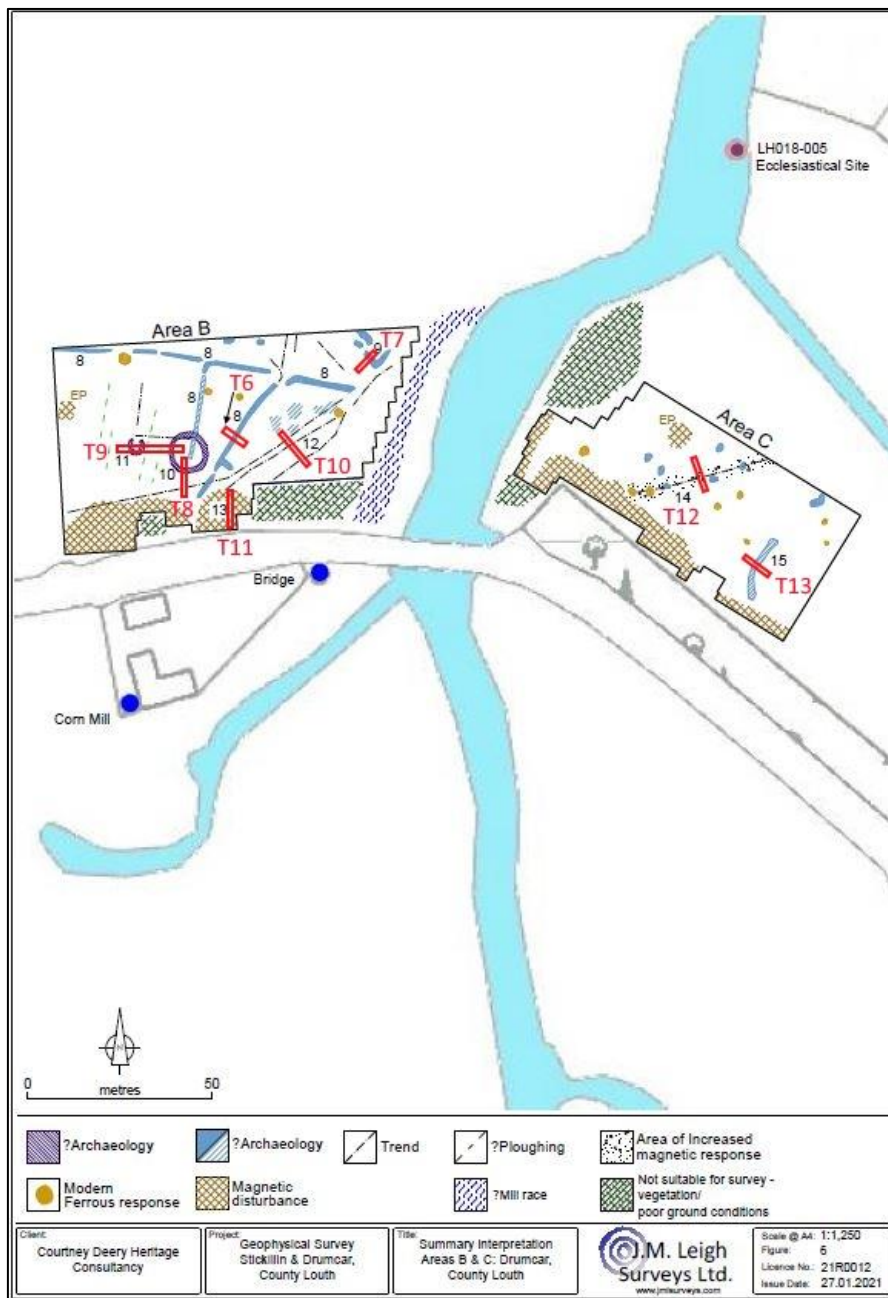 LH018-005
Ecclesiastical Site
Area B
8
8
8
8
8
9
T7
T6
EP
T9
11
10
T8
12
T10
13
T11
Area C
EP
14
T12
15
T13
Bridge
Corn Mill
N
0
50
metres
?Archaeology
?Archaeology
Trend
?Ploughing
Area of Increased
magnetic response
Modern
Ferrous response
Magnetic
disturbance
?Mill race
Not suitable for survey -
vegetation/
poor ground conditions
Client:
Courtney Deery Heritage
Consultancy
Project:
Geophysical Survey
Stickillin & Drumcar,
County Louth
Title:
Summary Interpretation
Areas B & C: Drumcar,
County Louth
J.M. Leigh
Surveys Ltd.
www.jmlsurveys.com
Scale @ A4: 1:1,250
Figure: 6
Licence No.: 21R0012
Issue Date: 27.01.2021